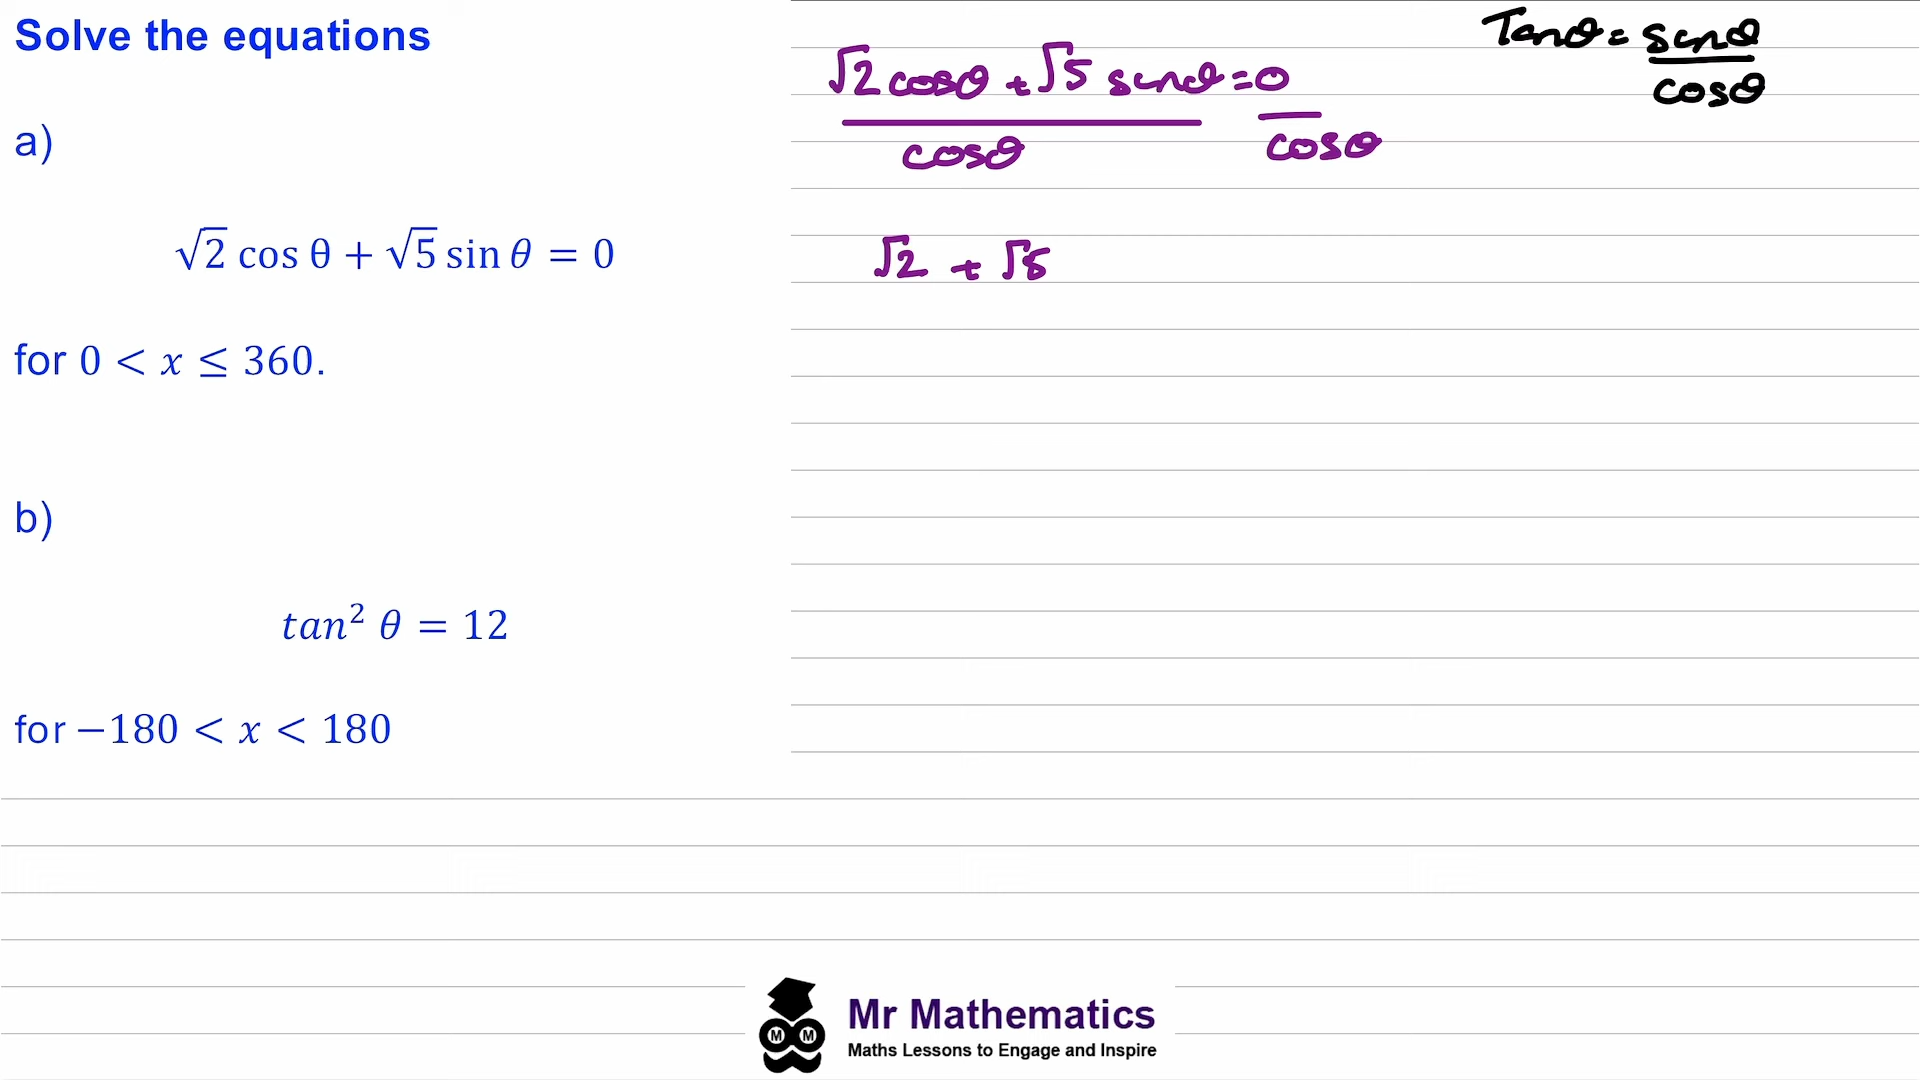 Solve the equations
a)
√2 cos θ + √5 sin θ = 0
for 0 < x ≤ 360.
b)
tan² θ = 12
for −180 < x < 180
√2 cosθ + √5 sinθ = 0
cosθ cosθ
√2 + √5
Tanθ = sinθ
cosθ
M M
Mr Mathematics
Maths Lessons to Engage and Inspire